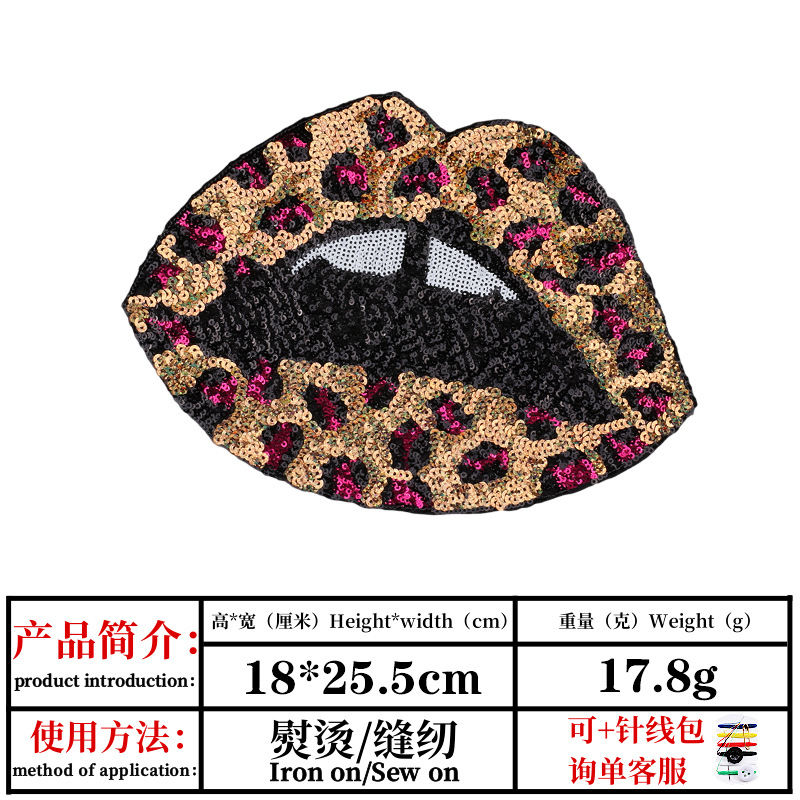 产品简介：
product introduction：
高*宽（厘米）Height*width（cm）
18*25.5cm
重量（克）Weight（g）
17.8g
使用方法：
method of application：
熨烫/缝纫
Iron on/Sew on
可+针线包
询单客服